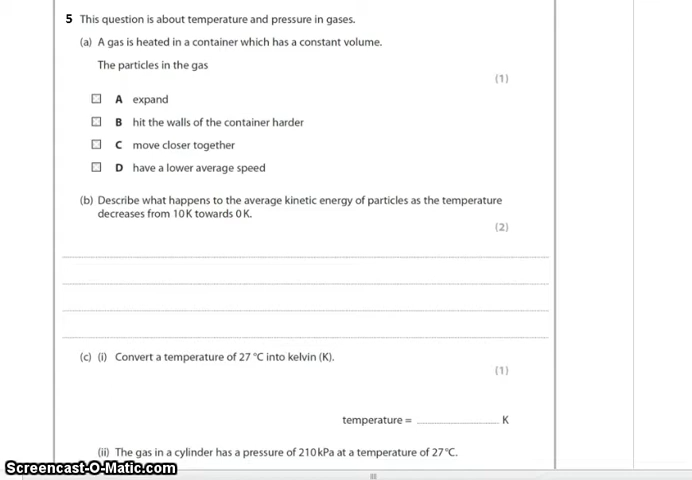 5 This question is about temperature and pressure in gases.
(a) A gas is heated in a container which has a constant volume.
The particles in the gas
(1)
A expand
B hit the walls of the container harder
C move closer together
D have a lower average speed
(b) Describe what happens to the average kinetic energy of particles as the temperature
decreases from 10 K towards 0 K.
(2)
(c) (i) Convert a temperature of 27 °C into kelvin (K).
(1)
temperature = .............................. K
(ii) The gas in a cylinder has a pressure of 210 kPa at a temperature of 27 °C.
Screencast-O-Matic.com